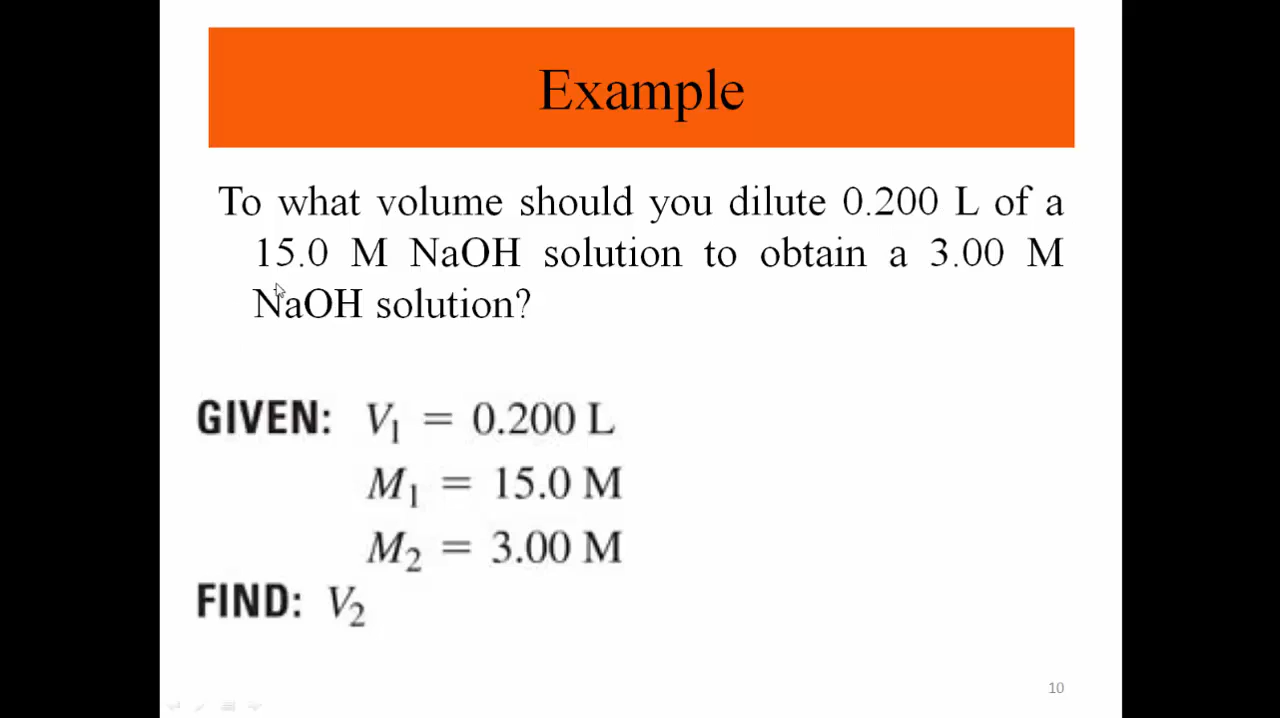 Example
To what volume should you dilute 0.200 L of a
15.0 M NaOH solution to obtain a 3.00 M
NaOH solution?
GIVEN: V₁ = 0.200 L
M₁ = 15.0 M
M₂ = 3.00 M
FIND: V₂
10